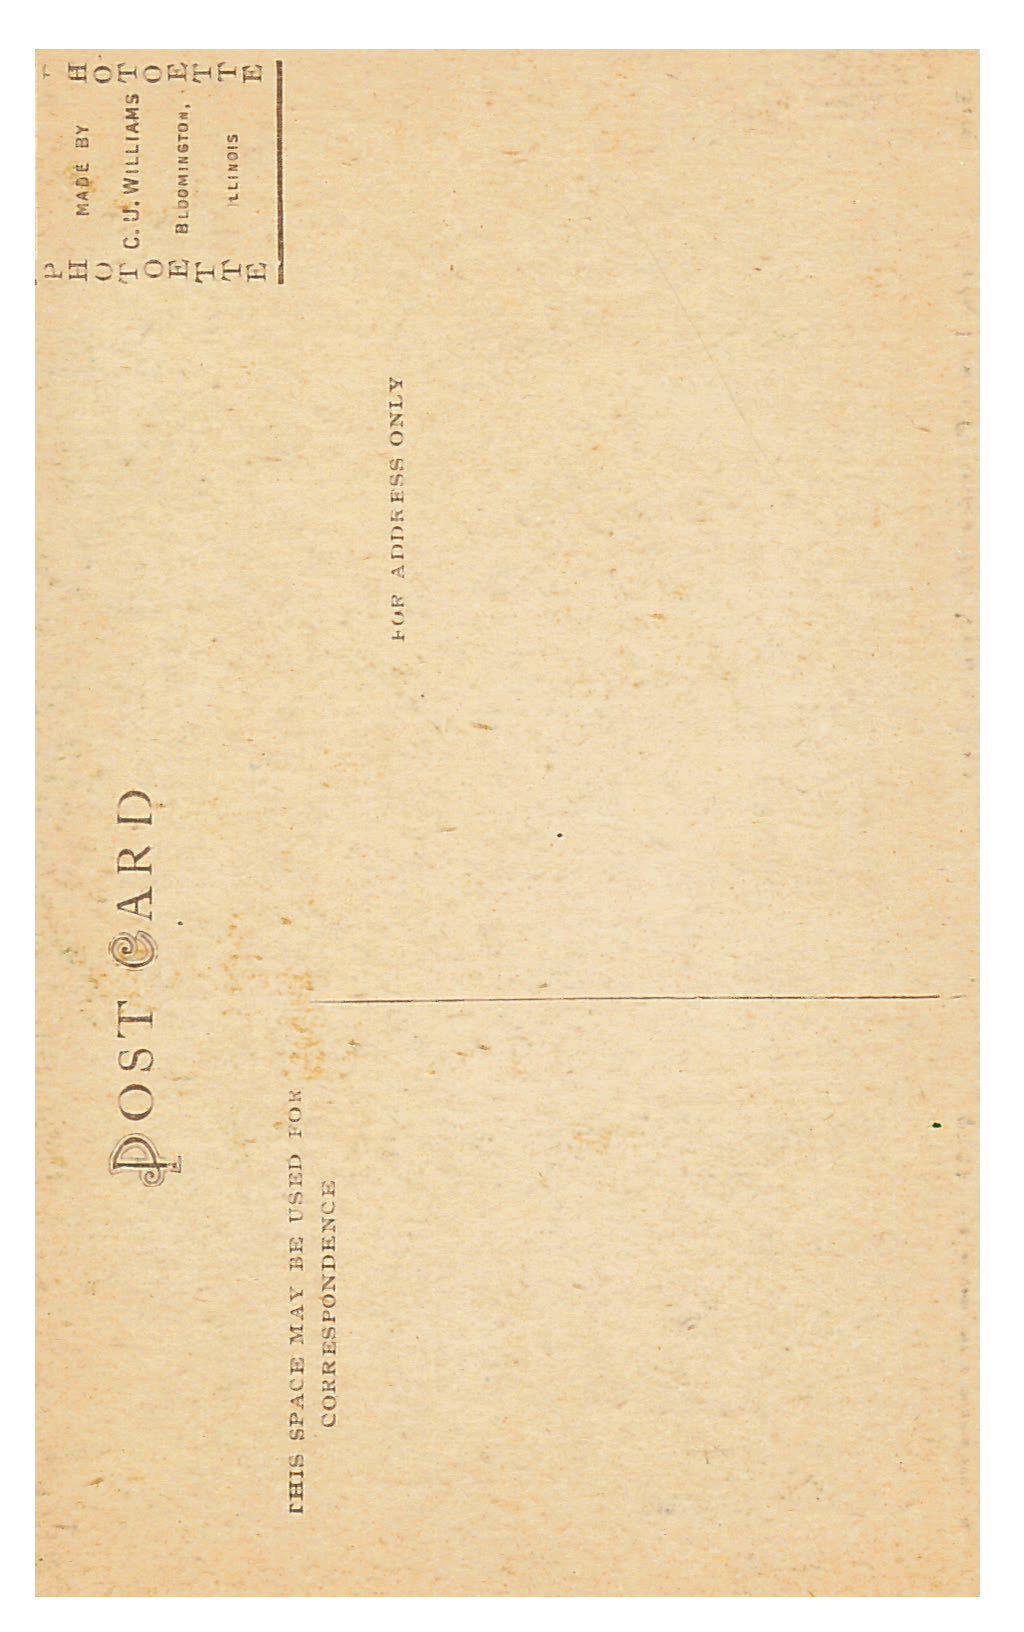 POST CARD
PHOTOETTE
MADE BY
C. U. WILLIAMS
BLOOMINGTON,
ILLINOIS
PHOTOETTE
THIS SPACE MAY BE USED FOR
CORRESPONDENCE
FOR ADDRESS ONLY